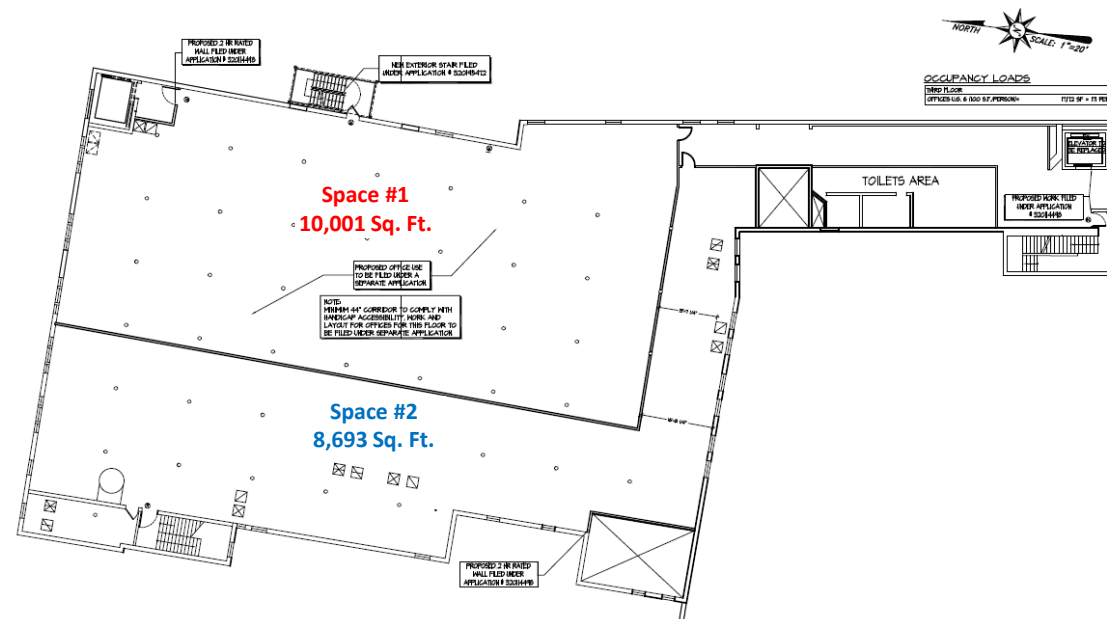 NORTH
SCALE: 1"=20'
OCCUPANCY LOADS
THIRD FLOOR
PROPOSED 2 HR RATED
WALL FILED UNDER
NEW EXTERIOR STAIR FILED
ELEVATOR TO
BE REPLACED
TOILETS AREA
PROPOSED WORK FILED
UNDER APPLICATION
Space #1
10,001 Sq. Ft.
PROPOSED OFFICE USE
TO BE FILED UNDER A
SEPARATE APPLICATION
NOTE:
MINIMUM 44" CORRIDOR TO COMPLY WITH
HANDICAP ACCESSIBILITY. WORK AND
LAYOUT FOR OFFICES FOR THIS FLOOR TO
BE FILED UNDER SEPARATE APPLICATION
Space #2
8,693 Sq. Ft.
PROPOSED 2 HR RATED
WALL FILED UNDER